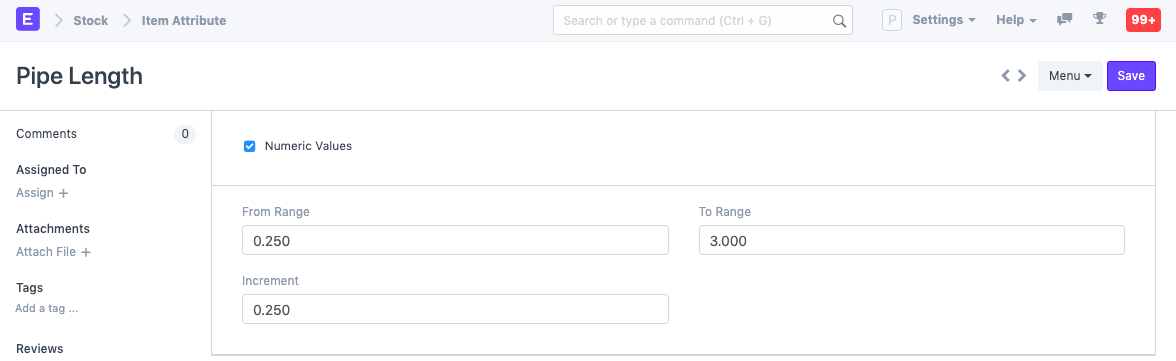 E Stock Item Attribute Search or type a command (Ctrl + G) P Settings Help 99+
Pipe Length Menu Save
Comments 0
Numeric Values
Assigned To
Assign +
Attachments
Attach File +
Tags
Add a tag ...
Reviews
From Range To Range
0.250 3.000
Increment
0.250